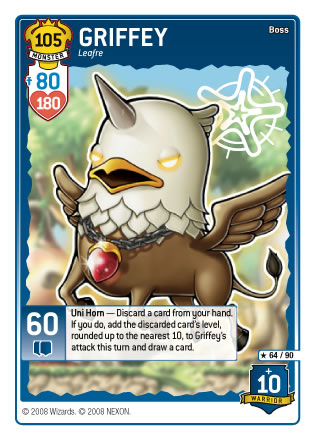 105
MONSTER
GRIFFEY
Leafre
Boss
80
180
60
Uni Horn — Discard a card from your hand.
If you do, add the discarded card's level,
rounded up to the nearest 10, to Griffey's
attack this turn and draw a card.
★ 64 / 90
+
10
WARRIOR
© 2008 Wizards. © 2008 NEXON.